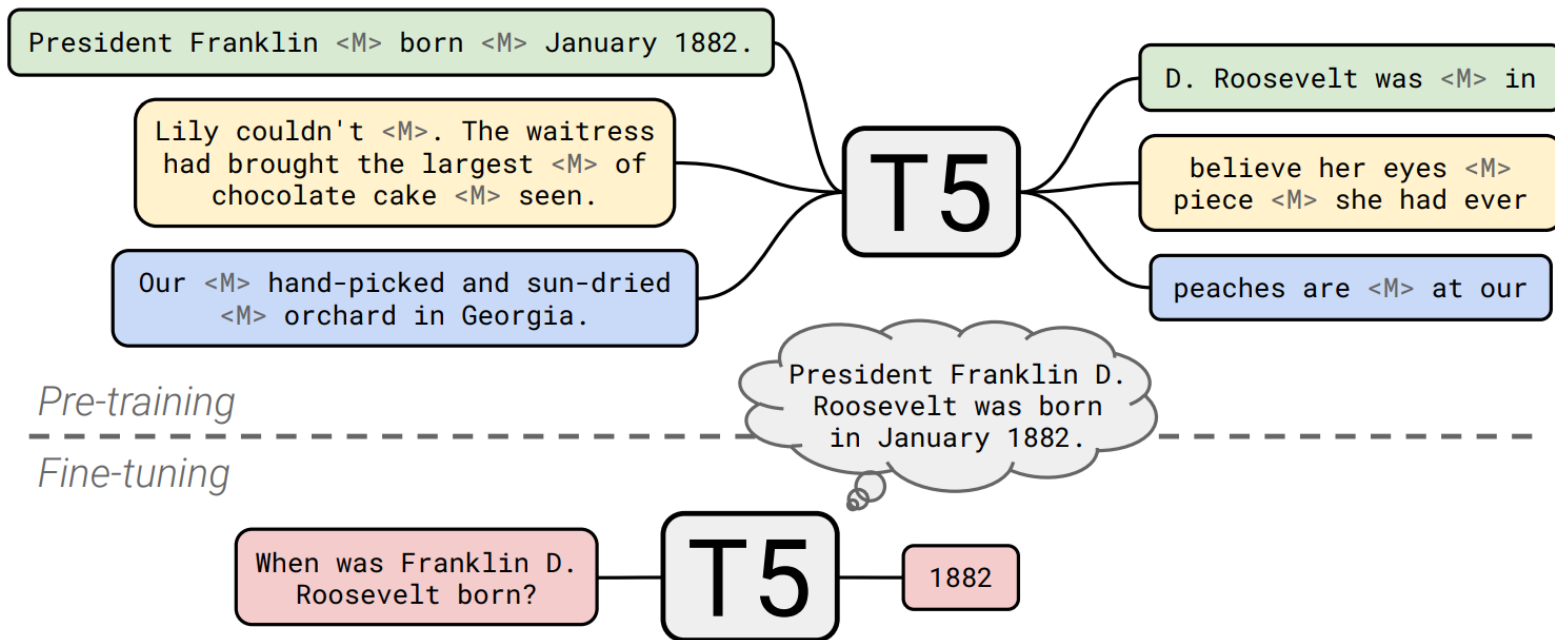 President Franklin <M> born <M> January 1882.
Lily couldn't <M>. The waitress
had brought the largest <M> of
chocolate cake <M> seen.
Our <M> hand-picked and sun-dried
<M> orchard in Georgia.
T5
D. Roosevelt was <M> in
believe her eyes <M>
piece <M> she had ever
peaches are <M> at our
Pre-training
President Franklin D.
Roosevelt was born
in January 1882.
Fine-tuning
When was Franklin D.
Roosevelt born?
T5
1882